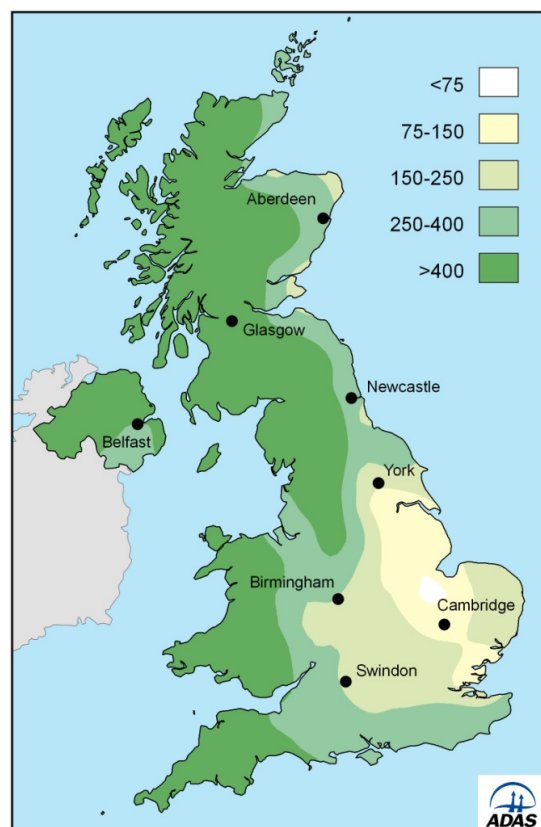 <75
75-150
150-250
250-400
>400
Aberdeen
Glasgow
Newcastle
Belfast
York
Birmingham
Cambridge
Swindon
ADAS